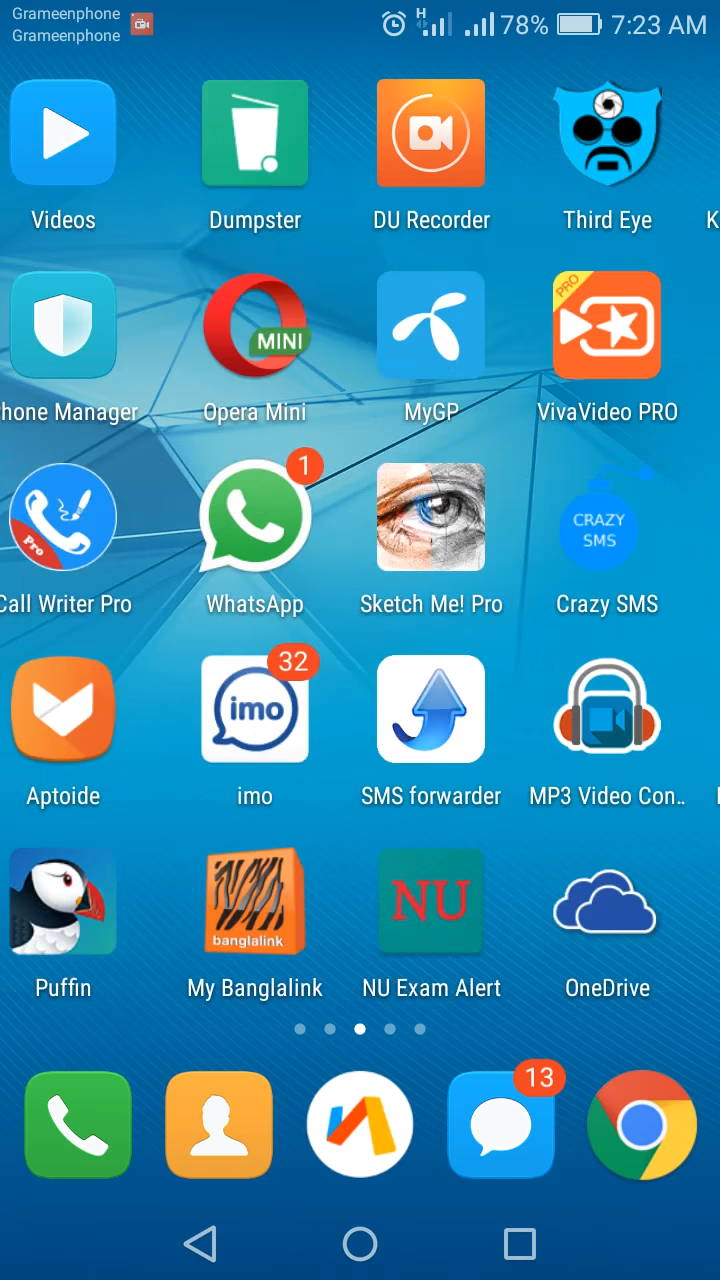 Grameenphone
Grameenphone
H
78%
7:23 AM
Videos
Dumpster
DU Recorder
Third Eye
K
PRO
MINI
hone Manager
Opera Mini
MyGP
VivaVideo PRO
1
Pro
CRAZY
SMS
Call Writer Pro
WhatsApp
Sketch Me! Pro
Crazy SMS
32
imo
Aptoide
imo
SMS forwarder
MP3 Video Con..
NU
banglalink
Puffin
My Banglalink
NU Exam Alert
OneDrive
13